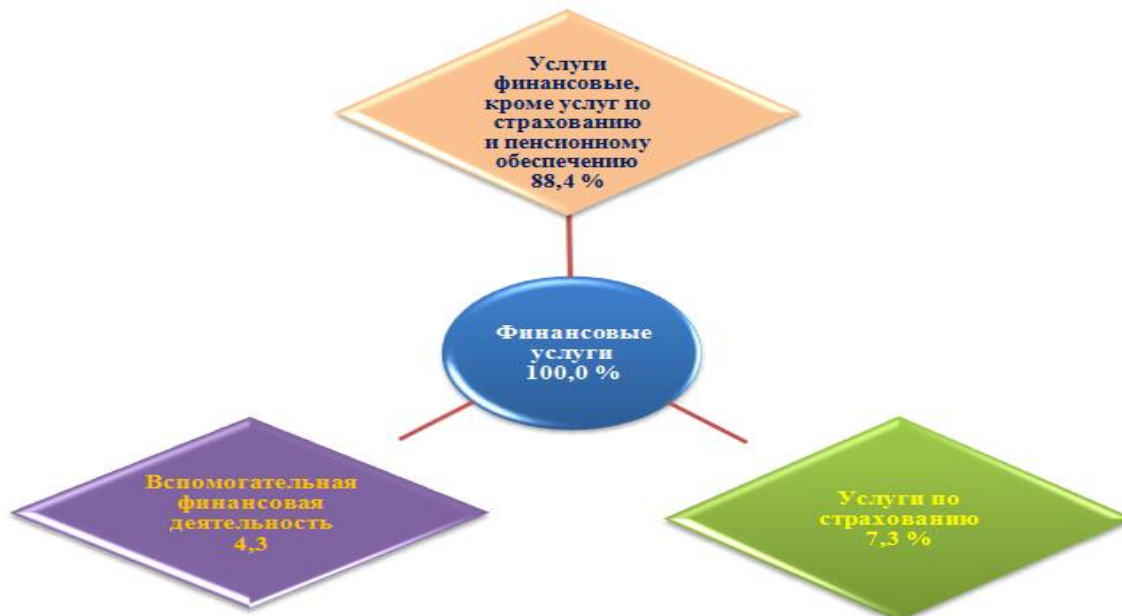 Услуги
финансовые,
кроме услуг по
страхованию
и пенсионному
обеспечению
88,4 %
Финансовые
услуги
100,0 %
Вспомогательная
финансовая
деятельность
4,3
Услуги по
страхованию
7,3 %